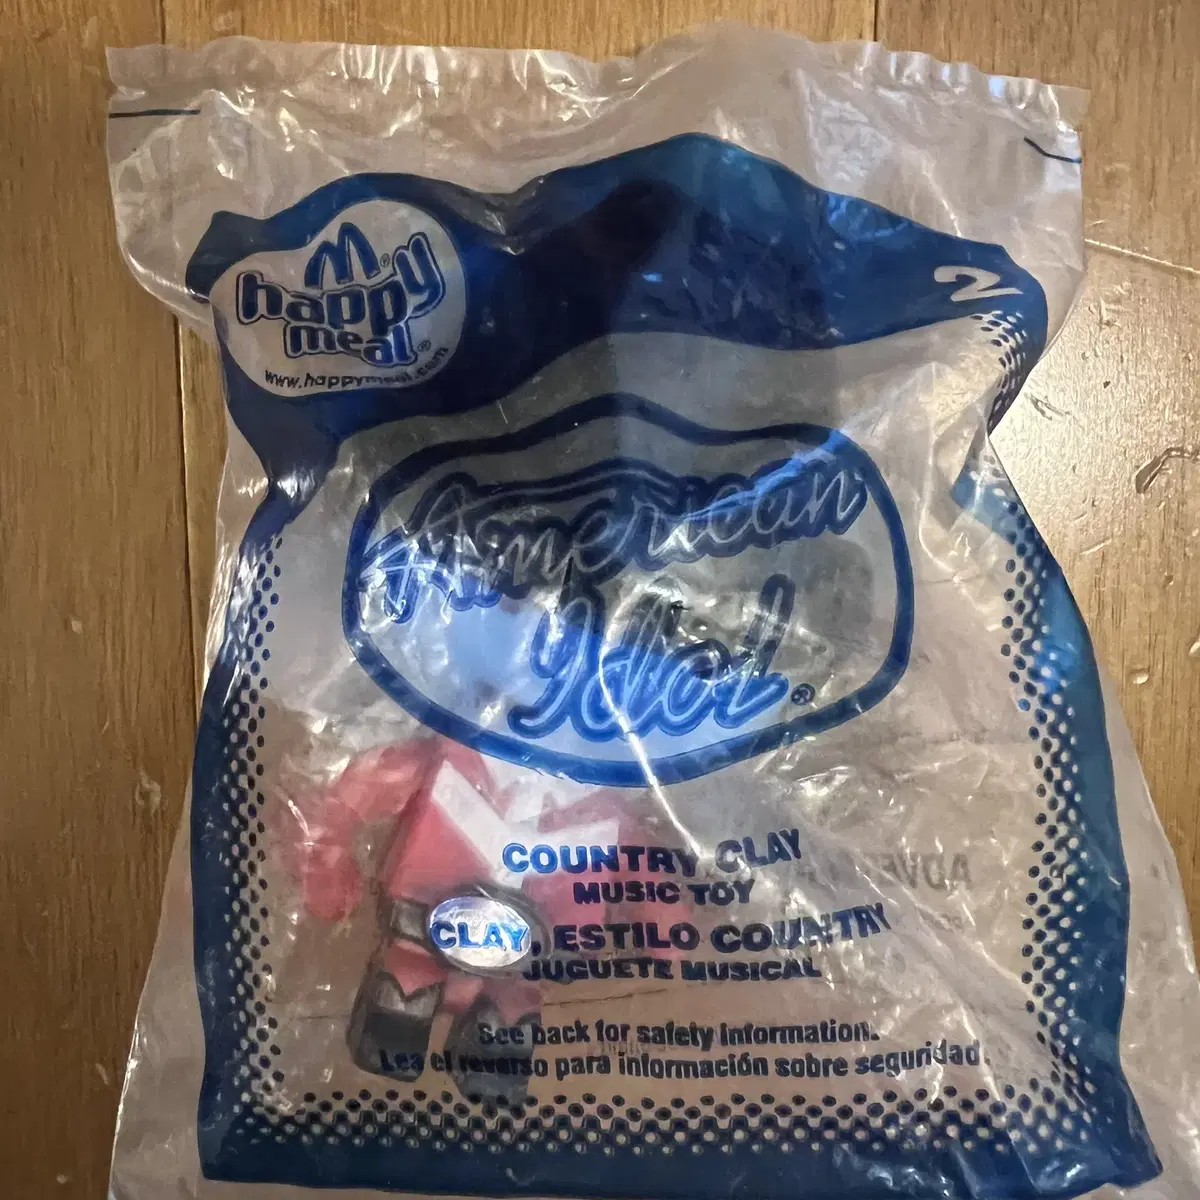 happy
meal®
www.happymeal.com
2
American
Idol®
COUNTRY CLAY
MUSIC TOY
CLAY, ESTILO COUNTRY
JUGUETE MUSICAL
See back for safety information.
Lea el reverso para información sobre seguridad.